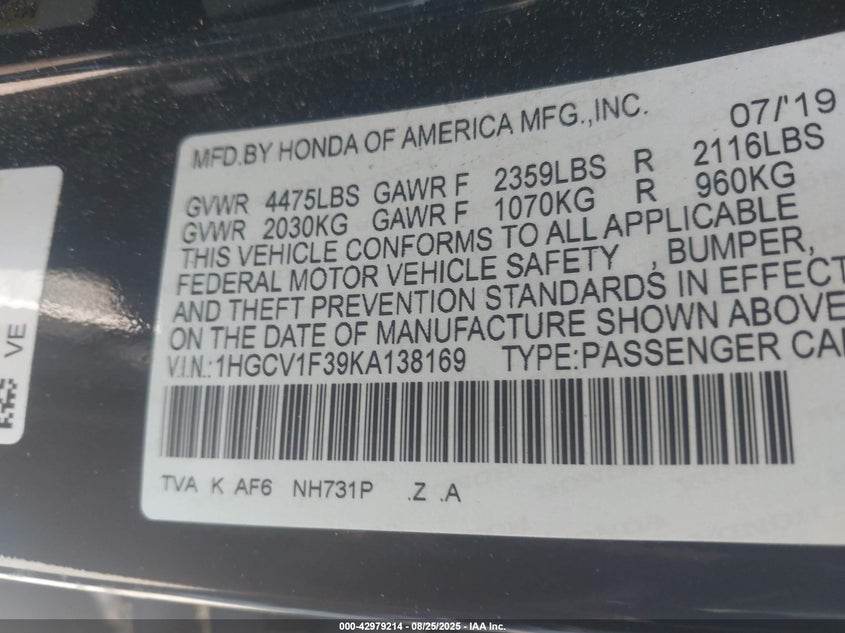 MFD.BY HONDA OF AMERICA MFG.,INC. 07/'19
GVWR 4475LBS GAWR F 2359LBS R 2116LBS
GVWR 2030KG GAWR F 1070KG R 960KG
THIS VEHICLE CONFORMS TO ALL APPLICABLE
FEDERAL MOTOR VEHICLE SAFETY , BUMPER,
AND THEFT PREVENTION STANDARDS IN EFFECT
ON THE DATE OF MANUFACTURE SHOWN ABOVE
V.I.N.:1HGCV1F39KA138169 TYPE:PASSENGER CAR
TVA K AF6 NH731P .Z .A
VE
000-42979214 - 08/25/2025 - IAA Inc.